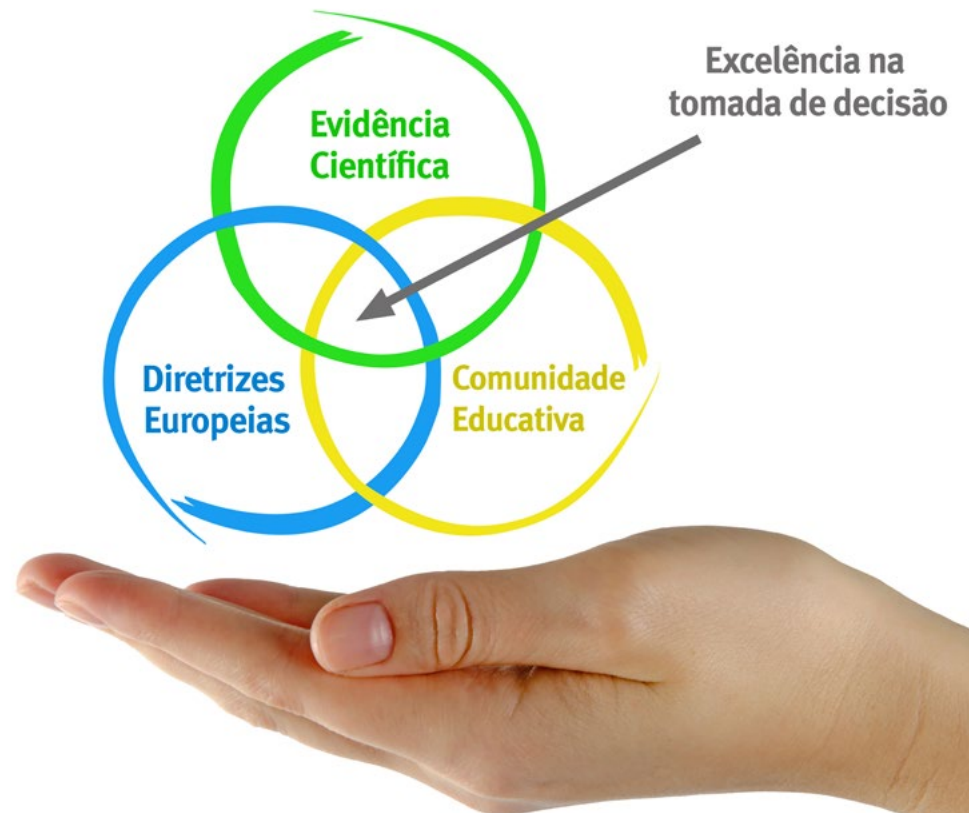 Excelência na
tomada de decisão
Evidência
Científica
Diretrizes
Europeias
Comunidade
Educativa